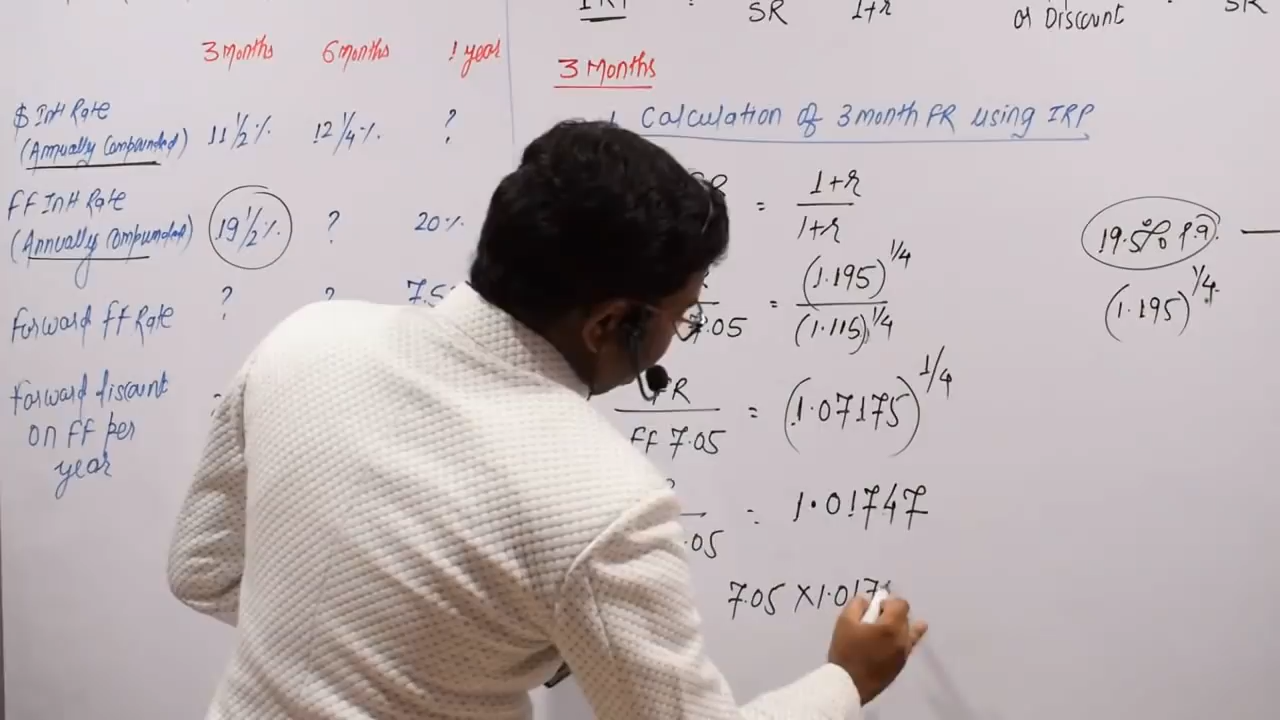 3 Months 6 months 1 year
$ Int Rate
(Annually Compounded) 11 1/2 % 12 1/4 % ?
FF Int Rate
(Annually Compounded) 19 1/2 % ? 20 %
Forward FF Rate ? ? 7.5
Forward discount
on FF per
year
SR 1+r or Discount SR
3 Months
Calculation of 3 month FR using IRP
= 1+r
1+r
7.05 = (1.195)^1/4
(1.115)^1/4
FR
FF 7.05 = (1.07175)^1/4
.05 = 1.01747
7.05 X 1.017
19.5% P.a. —
(1.195)^1/4